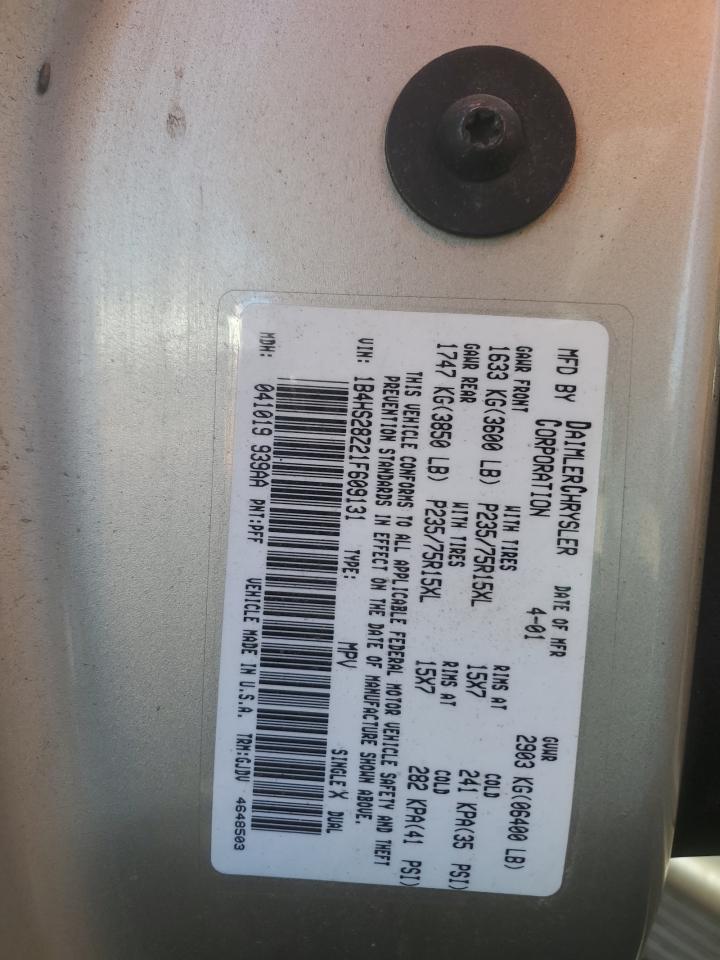 MFD BY DAIMLERCHRYSLER CORPORATION
DATE OF MFR 4-01
GVWR 2903 KG(06400 LB)
GAWR FRONT WITH TIRES RIMS AT COLD
1633 KG(3600 LB) P235/75R15XL 15X7 241 KPA(35 PSI)
GAWR REAR WITH TIRES RIMS AT COLD
1747 KG(3850 LB) P235/75R15XL 15X7 282 KPA(41 PSI)
THIS VEHICLE CONFORMS TO ALL APPLICABLE FEDERAL MOTOR VEHICLE SAFETY AND THEFT
PREVENTION STANDARDS IN EFFECT ON THE DATE OF MANUFACTURE SHOWN ABOVE.
VIN: 1B4HS28Z21F609131 TYPE: MPV SINGLE X DUAL
MDH: 041019 939AA PNT:PFF VEHICLE MADE IN U.S.A. TRM:GJDV 4648503